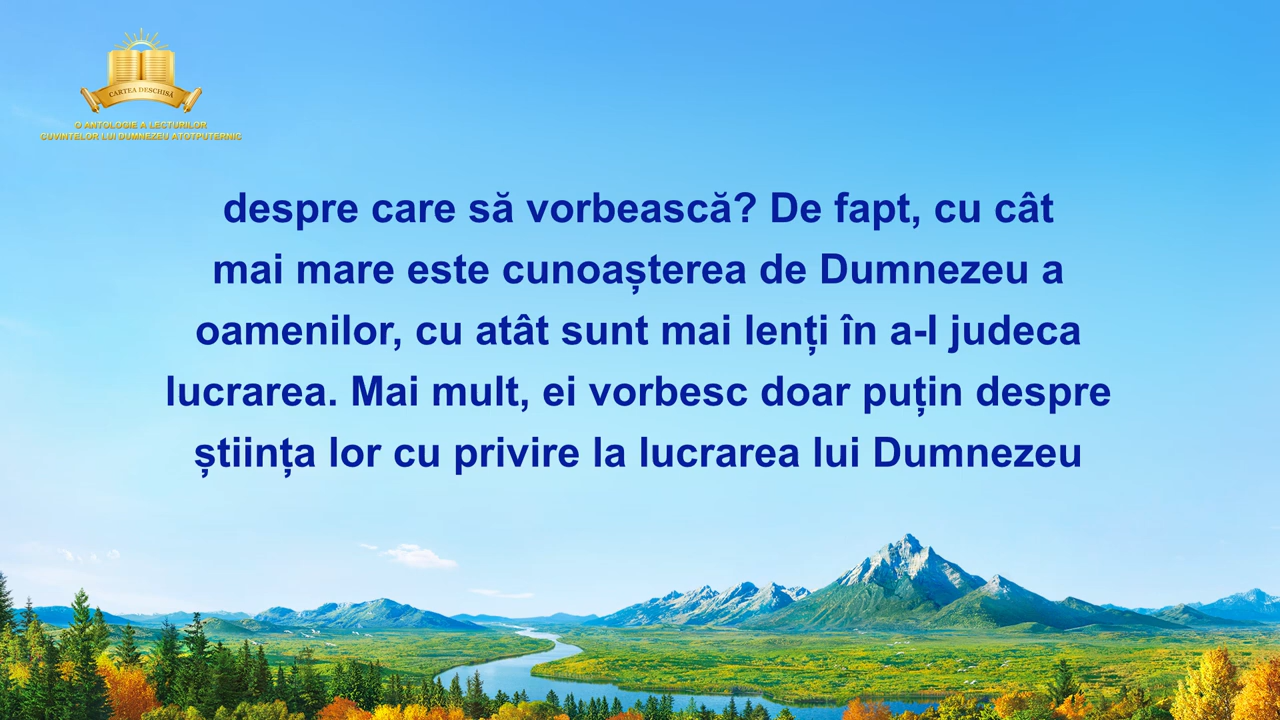 CARTEA DESCHISĂ
O ANTOLOGIE A LECTURILOR
CUVINTELOR LUI DUMNEZEU ATOTPUTERNIC
despre care să vorbească? De fapt, cu cât
mai mare este cunoașterea de Dumnezeu a
oamenilor, cu atât sunt mai lenți în a-I judeca
lucrarea. Mai mult, ei vorbesc doar puțin despre
știința lor cu privire la lucrarea lui Dumnezeu